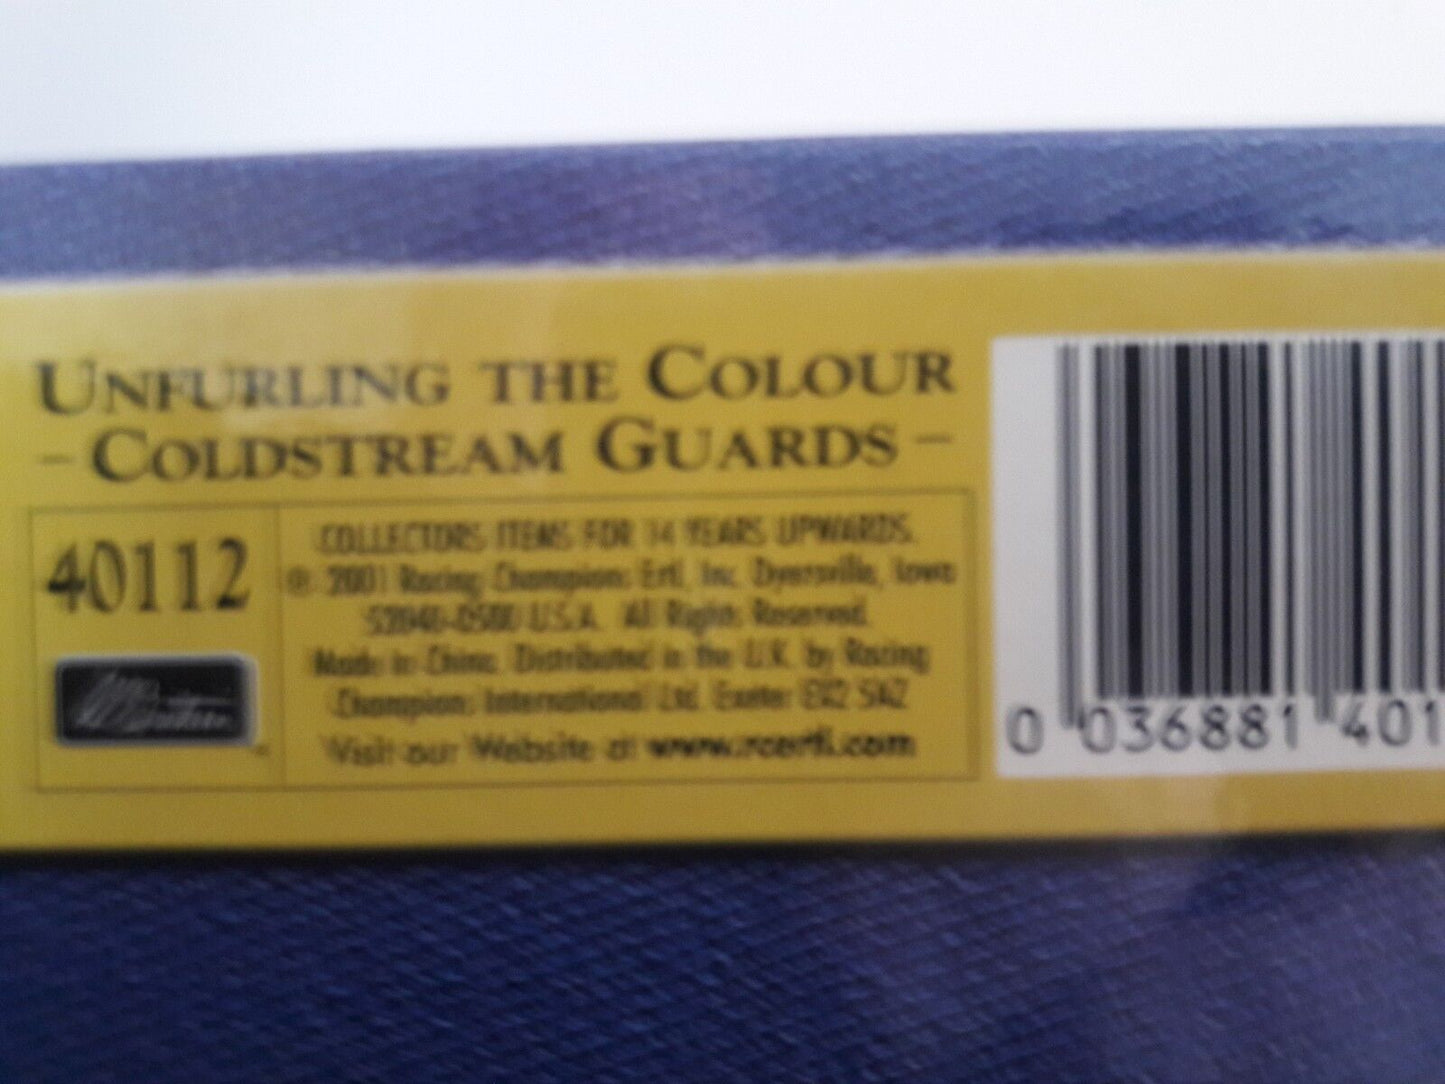 UNFURLING THE COLOUR
- COLDSTREAM GUARDS -
40112
COLLECTORS ITEMS FOR 14 YEARS UPWARDS.
© 2001 Racing Champions Ertl, Inc. Dyersville, Iowa
52040-0500 U.S.A. All Rights Reserved.
Made in China. Distributed in the U.K. by Racing
Champions International Ltd. Exeter EX2
Visit our Website at www.rcertl.com
W Britain
0 036881 401